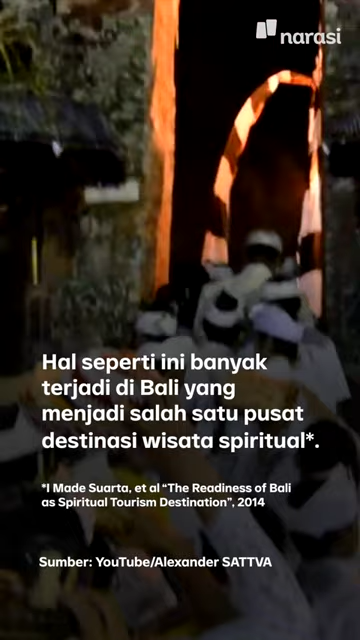 narasi
Hal seperti ini banyak
terjadi di Bali yang
menjadi salah satu pusat
destinasi wisata spiritual*.
*I Made Suarta, et al “The Readiness of Bali
as Spiritual Tourism Destination”, 2014
Sumber: YouTube/Alexander SATTVA